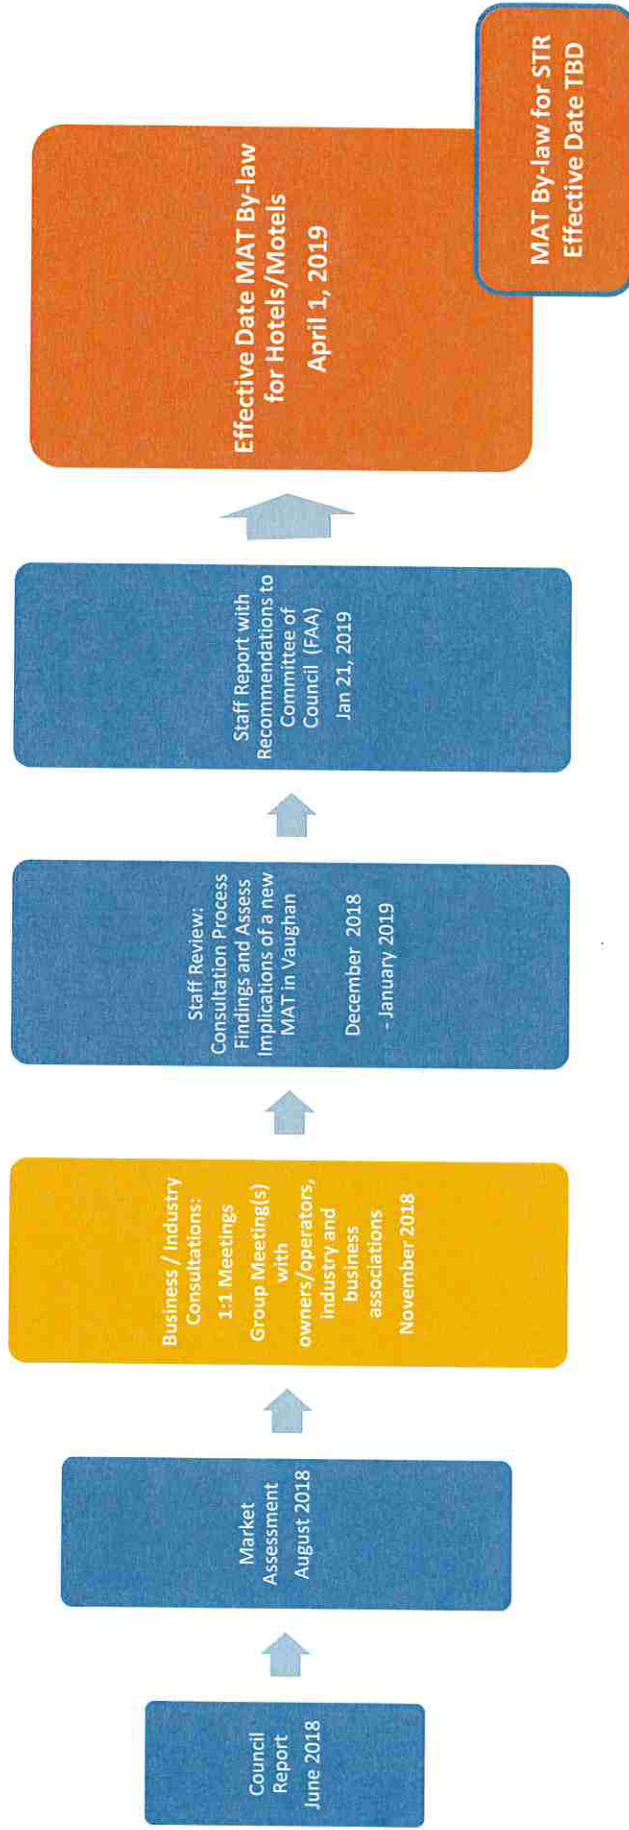 Council
Report
June 2018
Market
Assessment
August 2018
Business / Industry
Consultations:
1:1 Meetings
Group Meeting(s)
with
owners/operators,
industry and
business
associations
November 2018
Staff Review:
Consultation Process
Findings and Assess
Implications of a new
MAT in Vaughan
December 2018
- January 2019
Staff Report with
Recommendations to
Committee of
Council (FAA)
Jan 21, 2019
Effective Date MAT By-law
for Hotels/Motels
April 1, 2019
MAT By-law for STR
Effective Date TBD